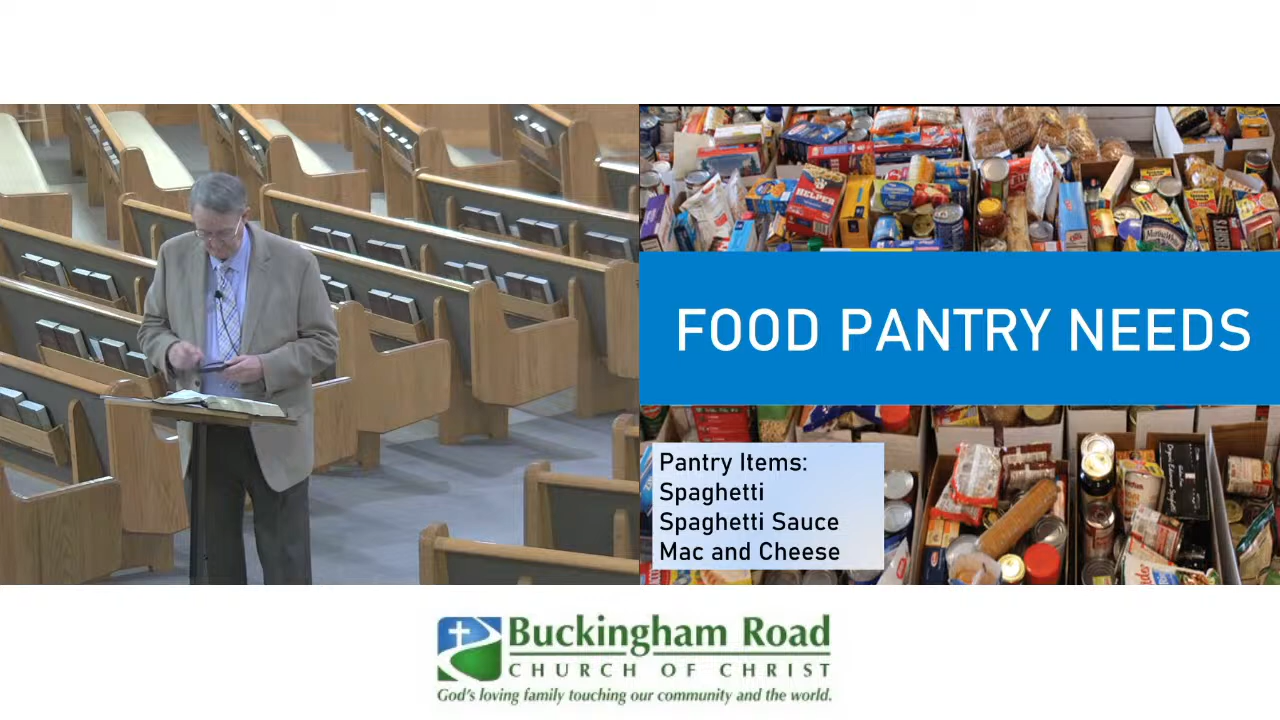 FOOD PANTRY NEEDS
Pantry Items:
Spaghetti
Spaghetti Sauce
Mac and Cheese
HELPER
Buckingham Road
CHURCH OF CHRIST
God's loving family touching our community and the world.